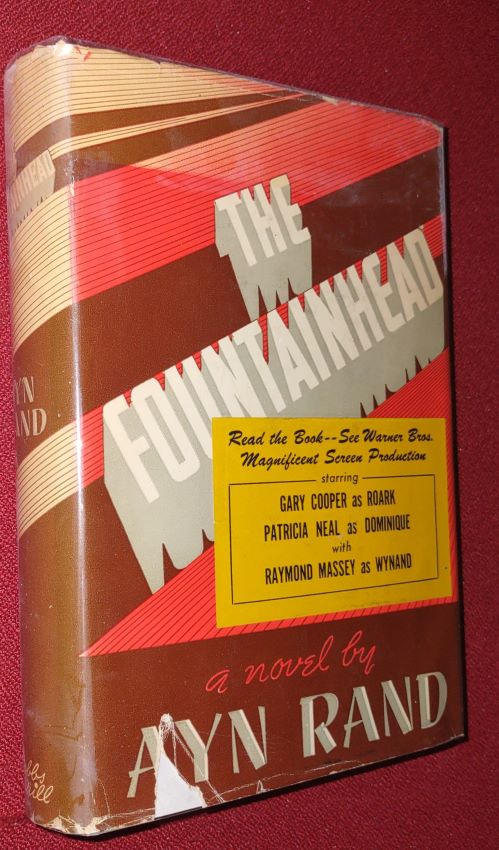 THE
FOUNTAINHEAD
Read the Book--See Warner Bros.
Magnificent Screen Production
starring
GARY COOPER as ROARK
PATRICIA NEAL as DOMINIQUE
with
RAYMOND MASSEY as WYNAND
a novel by
AYN RAND